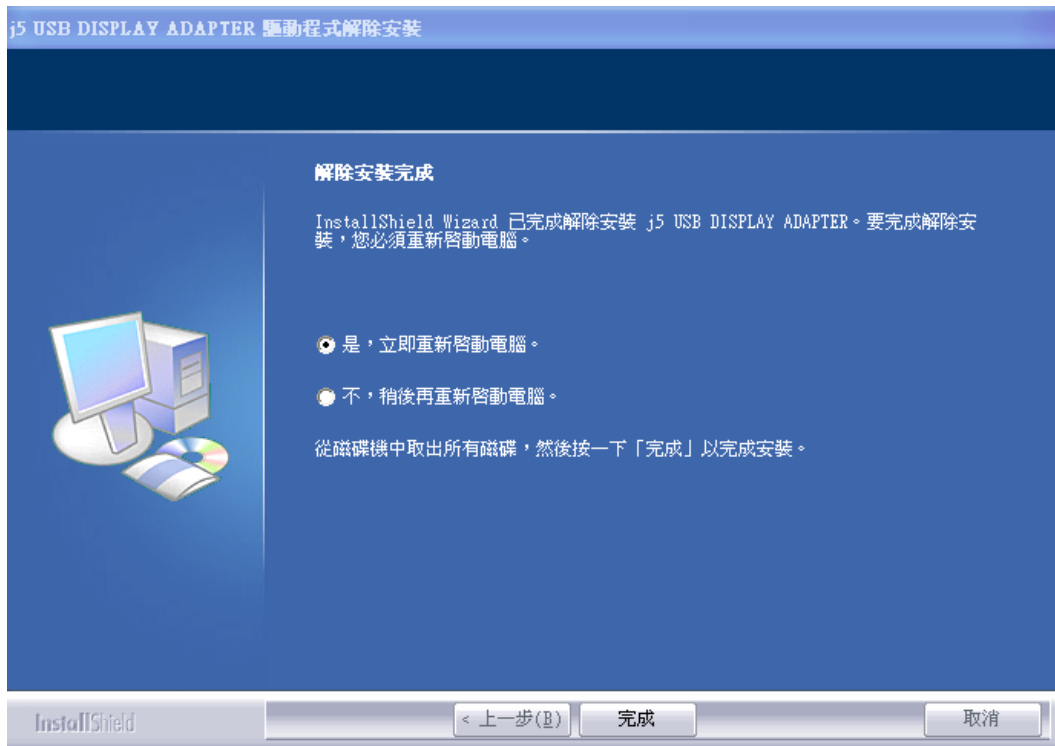 j5 USB DISPLAY ADAPTER 驅動程式解除安裝
解除安裝完成
InstallShield Wizard 已完成解除安裝 j5 USB DISPLAY ADAPTER。要完成解除安
裝，您必須重新啓動電腦。
是，立即重新啓動電腦。
不，稍後再重新啓動電腦。
從磁碟機中取出所有磁碟，然後按一下「完成」以完成安裝。
InstallShield
< 上一步(B) 完成 取消